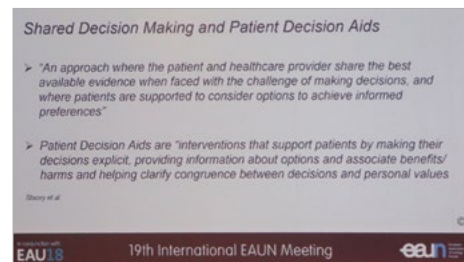 Shared Decision Making and Patient Decision Aids
➤ "An approach where the patient and healthcare provider share the best
available evidence when faced with the challenge of making decisions, and
where patients are supported to consider options to achieve informed
preferences"
➤ Patient Decision Aids are "interventions that support patients by making their
decisions explicit, providing information about options and associate benefits/
harms and helping clarify congruence between decisions and personal values
et al
in conjunction with
EAU18
19th International EAUN Meeting
eaun